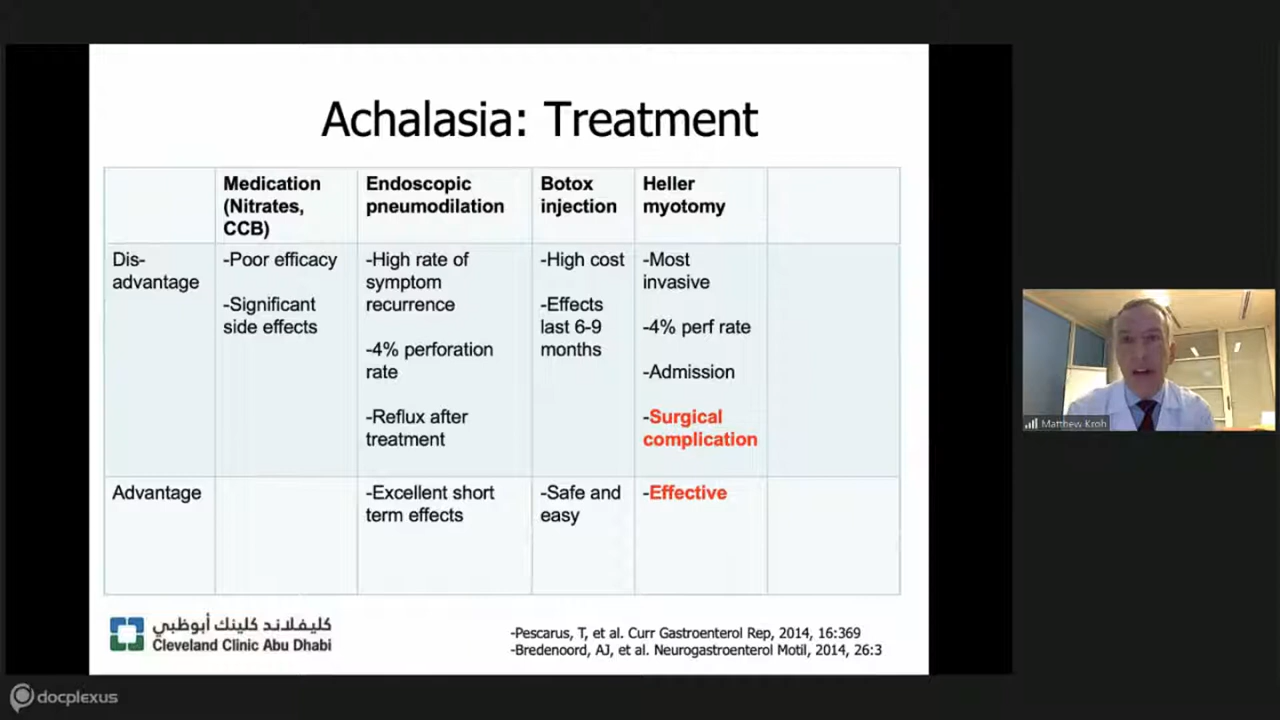 Achalasia: Treatment
Medication
(Nitrates,
CCB)
Endoscopic
pneumodilation
Botox
injection
Heller
myotomy
Dis-
advantage
-Poor efficacy
-Significant
side effects
-High rate of
symptom
recurrence
-4% perforation
rate
-Reflux after
treatment
-High cost
-Effects
last 6-9
months
-Most
invasive
-4% perf rate
-Admission
-Surgical
complication
Advantage
-Excellent short
term effects
-Safe and
easy
-Effective
كليفلاند كلينك أبوظبي
Cleveland Clinic Abu Dhabi
-Pescarus, T, et al. Curr Gastroenterol Rep, 2014, 16:369
-Bredenoord, AJ, et al. Neurogastroenterol Motil, 2014, 26:3
Matthew Kroh
docplexus